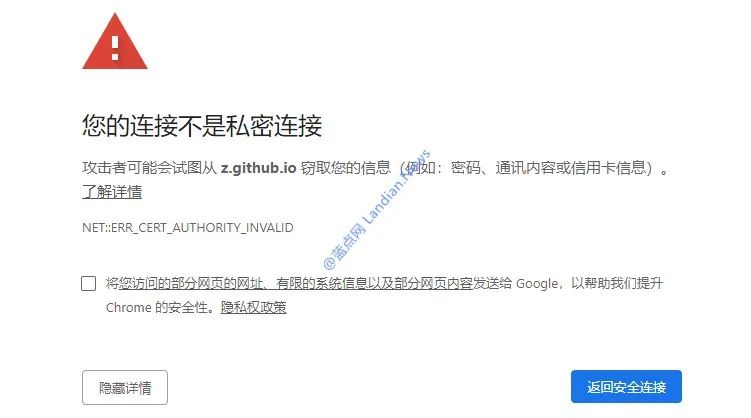 您的连接不是私密连接
攻击者可能会试图从 z.github.io 窃取您的信息（例如：密码、通讯内容或信用卡信息）。
了解详情
NET::ERR_CERT_AUTHORITY_INVALID
@蓝点网 Landian.News
将您访问的部分网页的网址、有限的系统信息以及部分网页内容发送给 Google，以帮助我们提升
Chrome 的安全性。隐私权政策
隐藏详情
返回安全连接